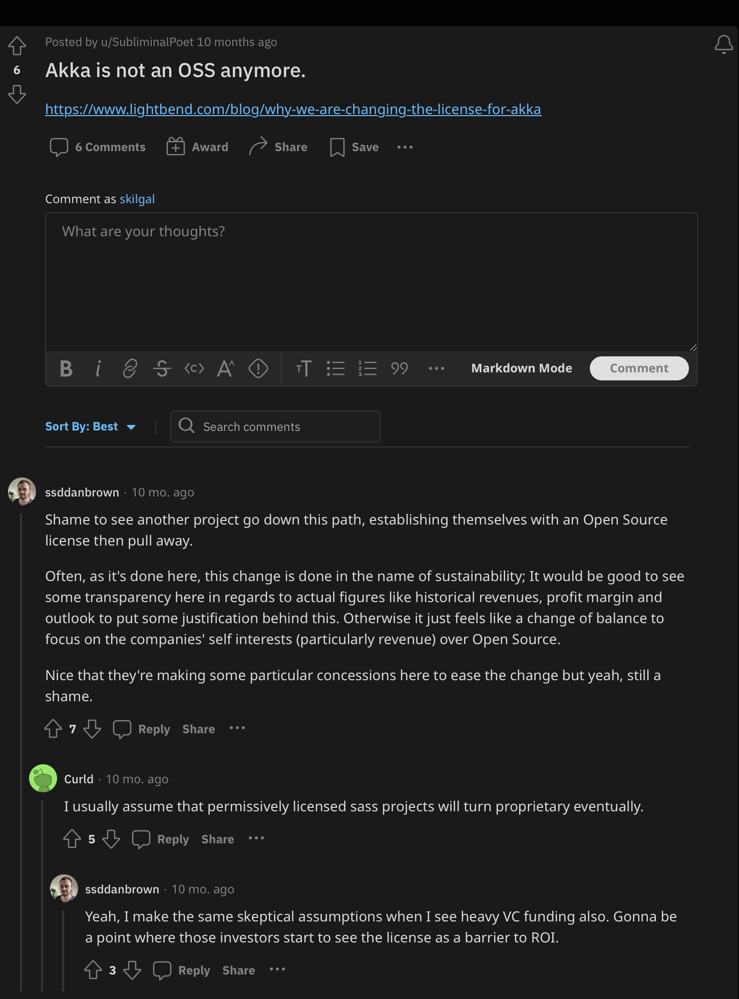 Posted by u/SubliminalPoet 10 months ago
6
Akka is not an OSS anymore.
https://www.lightbend.com/blog/why-we-are-changing-the-license-for-akka
6 Comments Award Share Save
Comment as skilgal
What are your thoughts?
Markdown Mode Comment
Sort By: Best Search comments
ssddanbrown · 10 mo. ago
Shame to see another project go down this path, establishing themselves with an Open Source
license then pull away.
Often, as it's done here, this change is done in the name of sustainability; It would be good to see
some transparency here in regards to actual figures like historical revenues, profit margin and
outlook to put some justification behind this. Otherwise it just feels like a change of balance to
focus on the companies' self interests (particularly revenue) over Open Source.
Nice that they're making some particular concessions here to ease the change but yeah, still a
shame.
7 Reply Share
Curld · 10 mo. ago
I usually assume that permissively licensed sass projects will turn proprietary eventually.
5 Reply Share
ssddanbrown · 10 mo. ago
Yeah, I make the same skeptical assumptions when I see heavy VC funding also. Gonna be
a point where those investors start to see the license as a barrier to ROI.
3 Reply Share